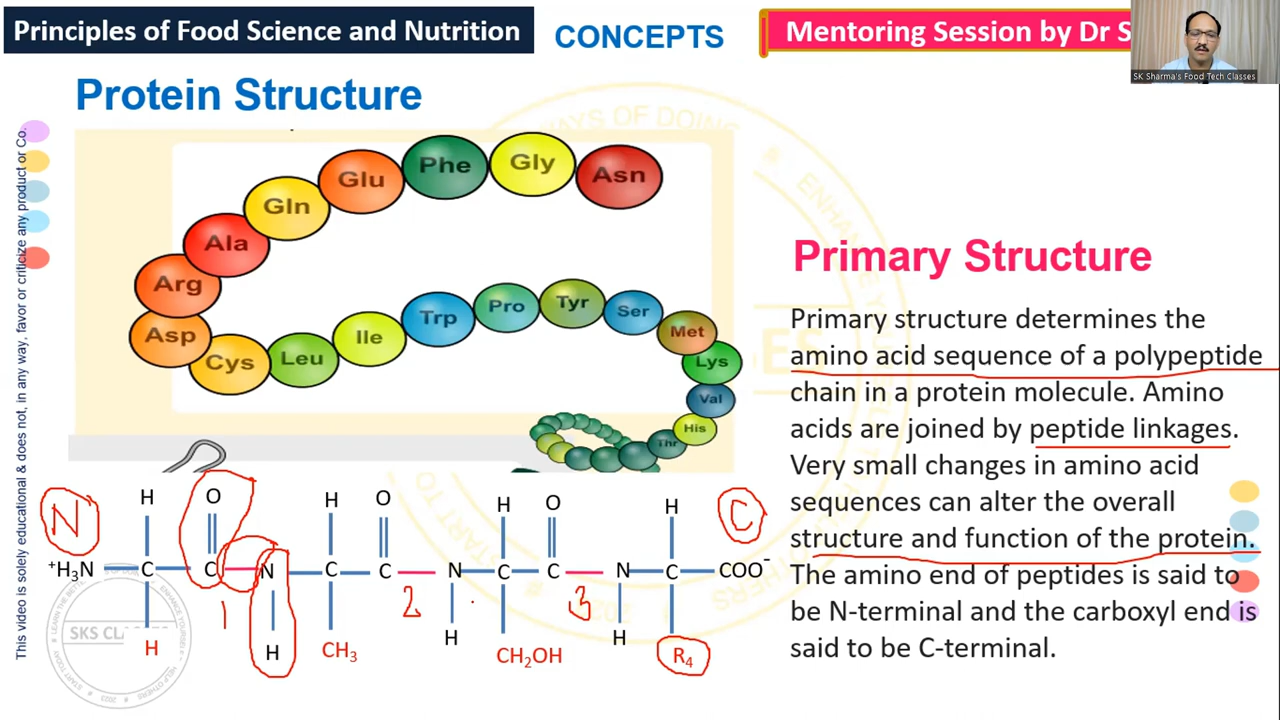 Principles of Food Science and Nutrition
CONCEPTS
Mentoring Session by Dr S
SK Sharma's Food Tech Classes
Protein Structure
This video is solely educational & does not, in any way, favor or criticize any product or Co.
Asn
Gly
Phe
Glu
Gln
Ala
Arg
Asp
Cys
Leu
Ile
Trp
Pro
Tyr
Ser
Met
Lys
Val
His
Thr
N
H O H O H O H C
⁺H₃N C C N C C N C C N C COO⁻
1 2 3
H H H
H CH₃ CH₂OH R₄
SKS CLASSES
Primary Structure
Primary structure determines the
amino acid sequence of a polypeptide
chain in a protein molecule. Amino
acids are joined by peptide linkages.
Very small changes in amino acid
sequences can alter the overall
structure and function of the protein.
The amino end of peptides is said to
be N-terminal and the carboxyl end is
said to be C-terminal.